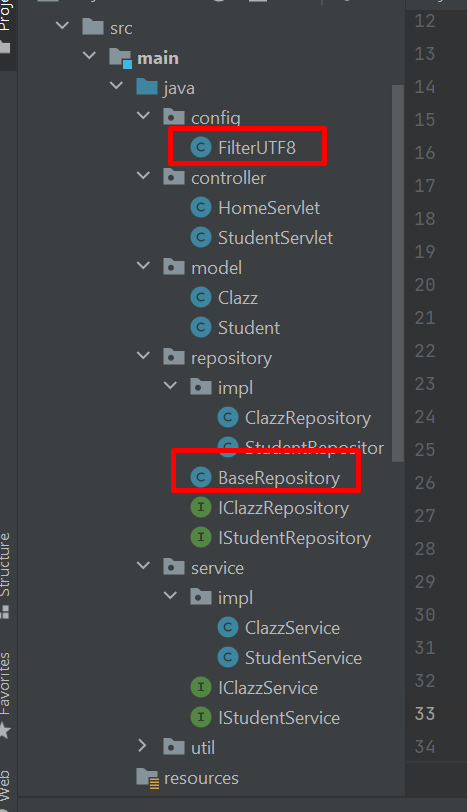 Proj
src
main
java
config
FilterUTF8
controller
HomeServlet
StudentServlet
model
Clazz
Student
repository
impl
ClazzRepository
StudentRepositor
BaseRepository
IClazzRepository
IStudentRepository
service
impl
ClazzService
StudentService
IClazzService
IStudentService
util
resources
Structure
Favorites
Web
12
13
14
15
16
17
18
19
20
21
22
23
24
25
26
27
28
29
30
31
32
33
34